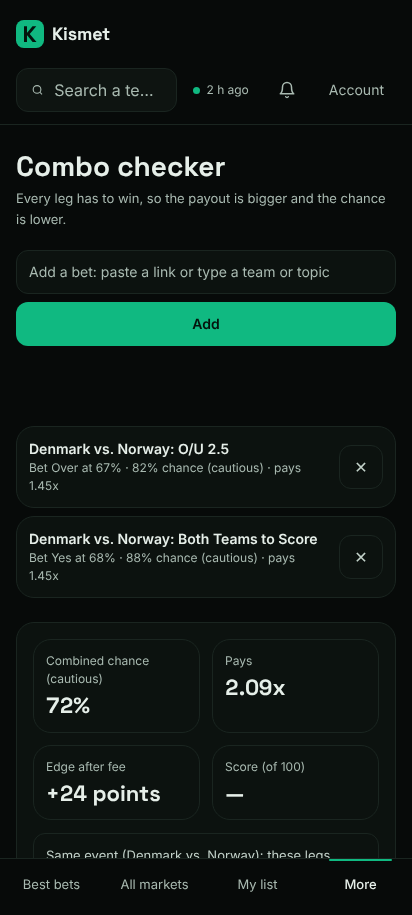 K Kismet
Search a te...
2 h ago
Account
Combo checker
Every leg has to win, so the payout is bigger and the chance
is lower.
Add a bet: paste a link or type a team or topic
Add
Denmark vs. Norway: O/U 2.5
Bet Over at 67% · 82% chance (cautious) · pays
1.45x
Denmark vs. Norway: Both Teams to Score
Bet Yes at 68% · 88% chance (cautious) · pays
1.45x
Combined chance
(cautious)
72%
Pays
2.09x
Edge after fee
+24 points
Score (of 100)
—
Same event (Denmark vs. Norway): these legs
Best bets
All markets
My list
More